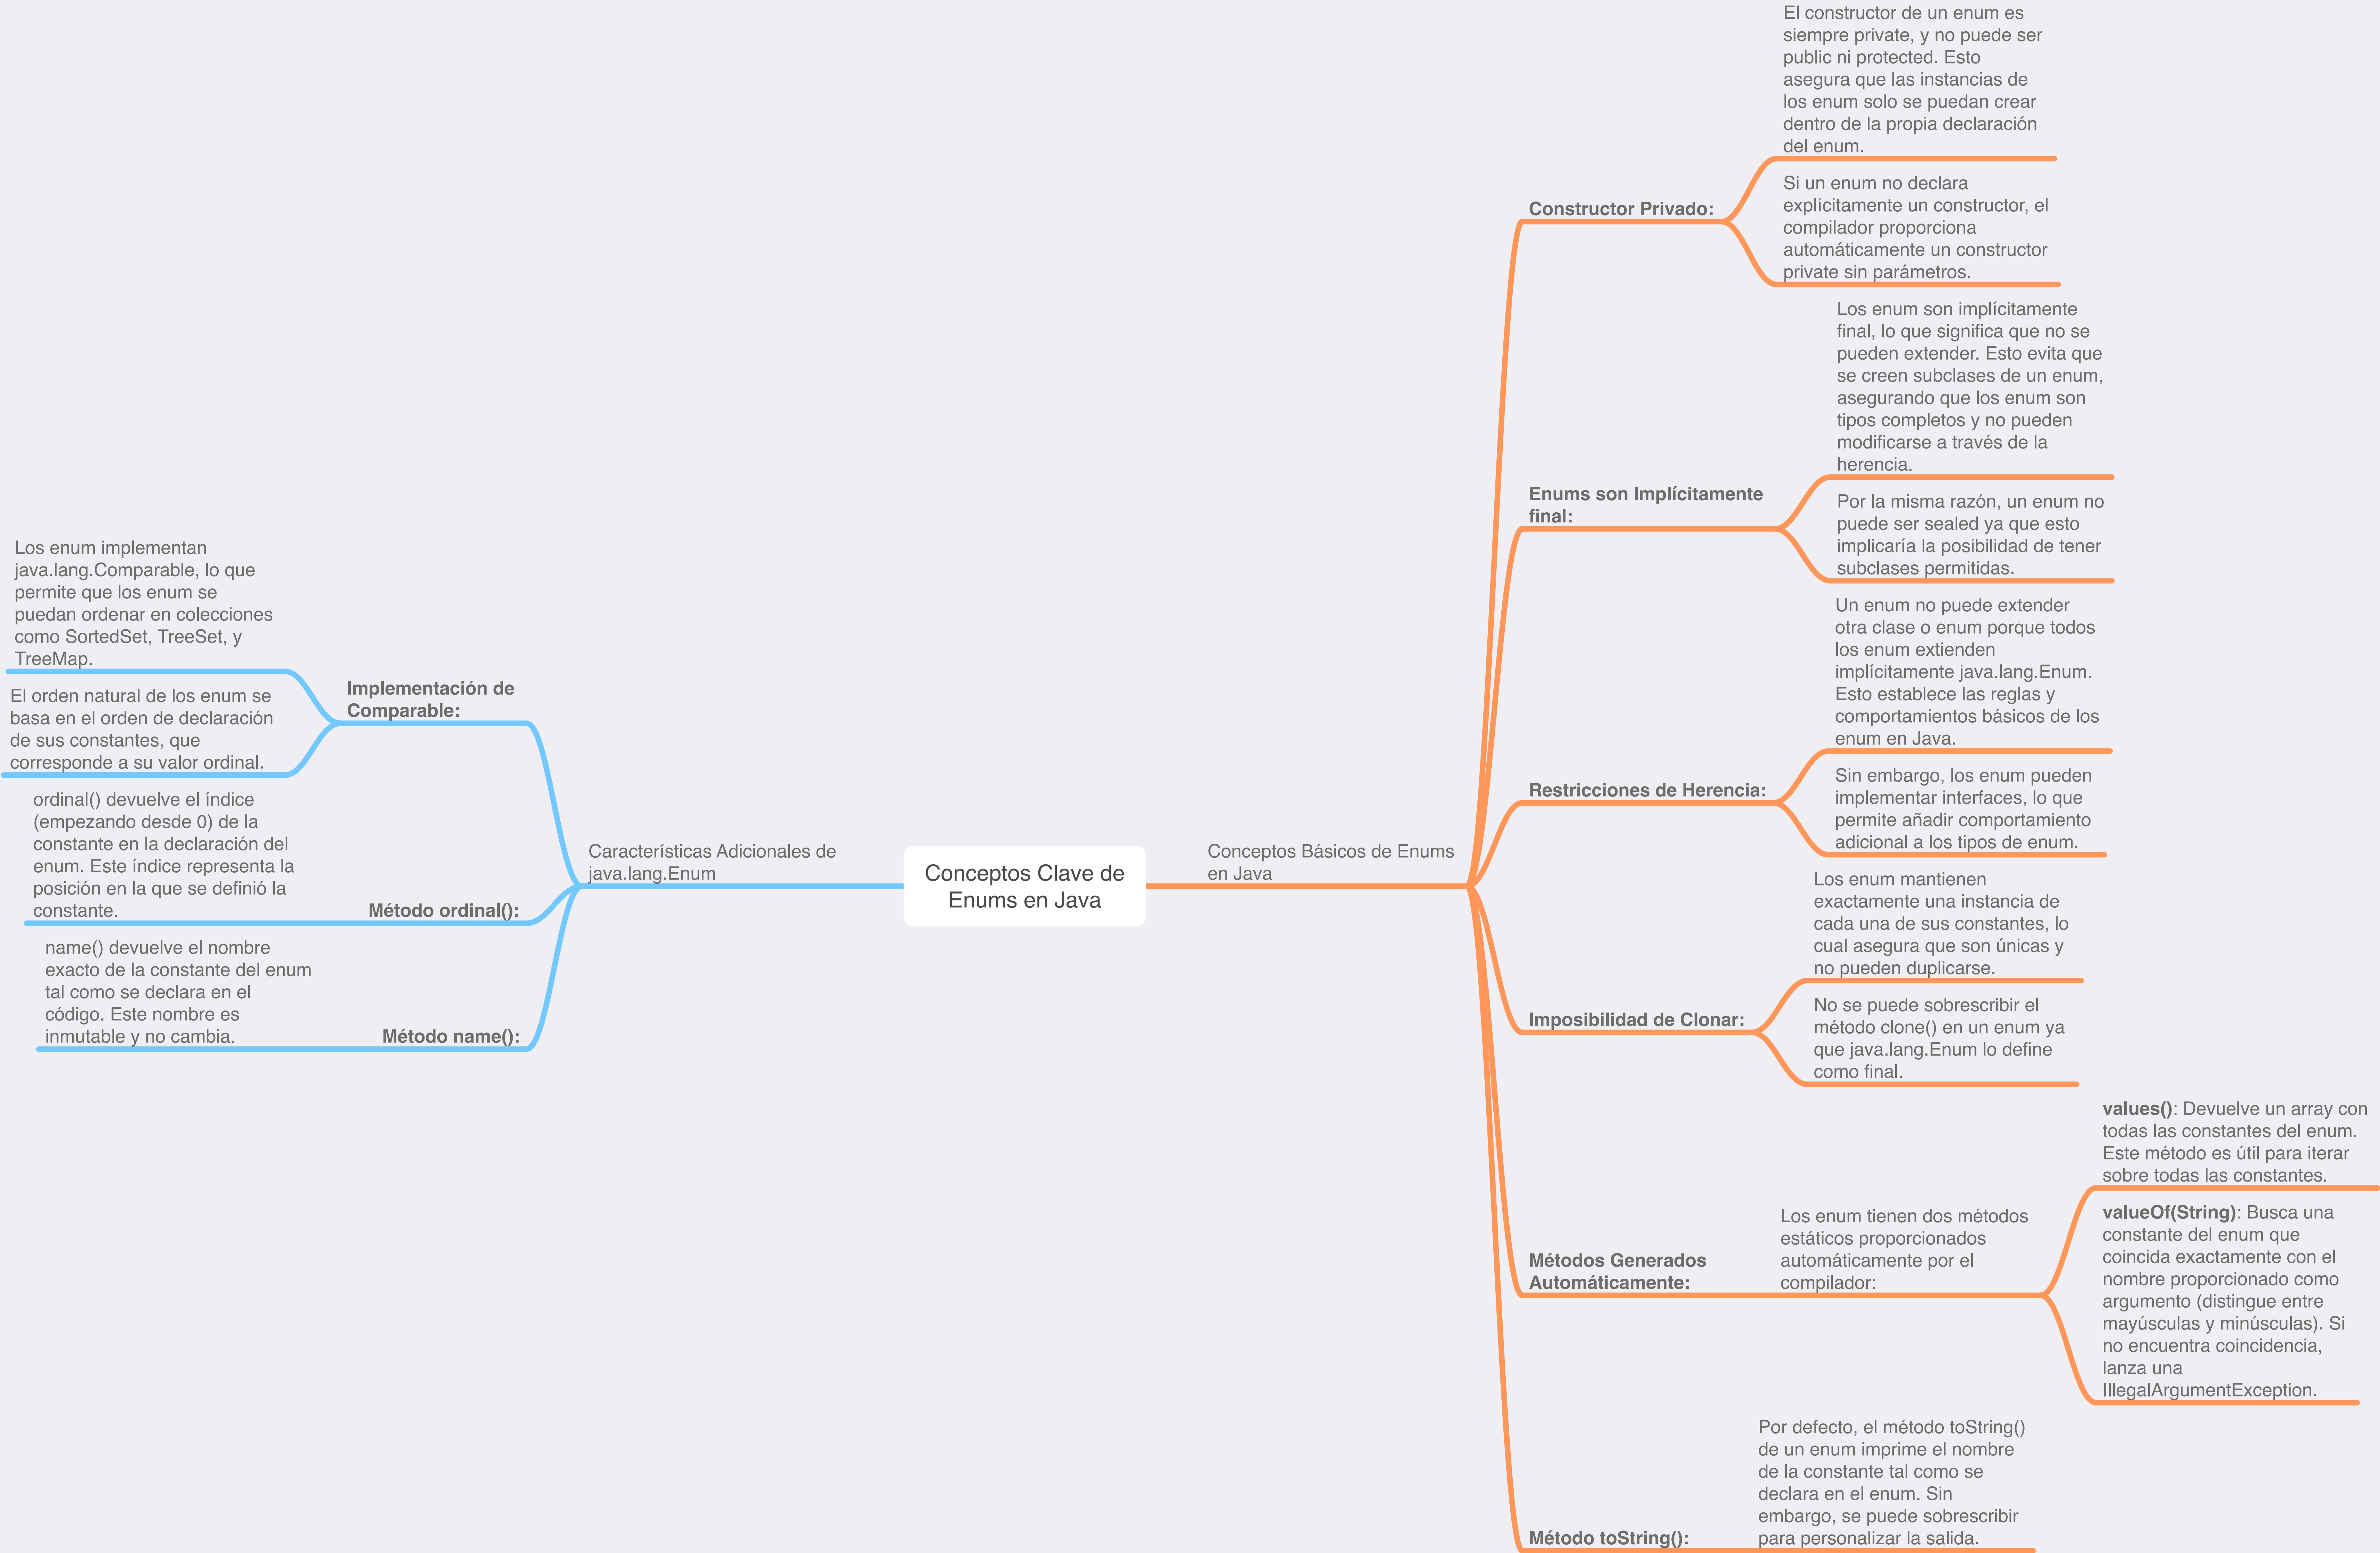 Conceptos Clave de
Enums en Java
Conceptos Básicos de Enums
en Java
Constructor Privado:
El constructor de un enum es
siempre private, y no puede ser
public ni protected. Esto
asegura que las instancias de
los enum solo se puedan crear
dentro de la propia declaración
del enum.
Si un enum no declara
explícitamente un constructor, el
compilador proporciona
automáticamente un constructor
private sin parámetros.
Enums son Implícitamente
final:
Los enum son implícitamente
final, lo que significa que no se
pueden extender. Esto evita que
se creen subclases de un enum,
asegurando que los enum son
tipos completos y no pueden
modificarse a través de la
herencia.
Por la misma razón, un enum no
puede ser sealed ya que esto
implicaría la posibilidad de tener
subclases permitidas.
Restricciones de Herencia:
Un enum no puede extender
otra clase o enum porque todos
los enum extienden
implícitamente java.lang.Enum.
Esto establece las reglas y
comportamientos básicos de los
enum en Java.
Sin embargo, los enum pueden
implementar interfaces, lo que
permite añadir comportamiento
adicional a los tipos de enum.
Imposibilidad de Clonar:
Los enum mantienen
exactamente una instancia de
cada una de sus constantes, lo
cual asegura que son únicas y
no pueden duplicarse.
No se puede sobrescribir el
método clone() en un enum ya
que java.lang.Enum lo define
como final.
Métodos Generados
Automáticamente:
Los enum tienen dos métodos
estáticos proporcionados
automáticamente por el
compilador:
values(): Devuelve un array con
todas las constantes del enum.
Este método es útil para iterar
sobre todas las constantes.
valueOf(String): Busca una
constante del enum que
coincida exactamente con el
nombre proporcionado como
argumento (distingue entre
mayúsculas y minúsculas). Si
no encuentra coincidencia,
lanza una
IllegalArgumentException.
Método toString():
Por defecto, el método toString()
de un enum imprime el nombre
de la constante tal como se
declara en el enum. Sin
embargo, se puede sobrescribir
para personalizar la salida.
Características Adicionales de
java.lang.Enum
Implementación de
Comparable:
Los enum implementan
java.lang.Comparable, lo que
permite que los enum se
puedan ordenar en colecciones
como SortedSet, TreeSet, y
TreeMap.
El orden natural de los enum se
basa en el orden de declaración
de sus constantes, que
corresponde a su valor ordinal.
Método ordinal():
ordinal() devuelve el índice
(empezando desde 0) de la
constante en la declaración del
enum. Este índice representa la
posición en la que se definió la
constante.
Método name():
name() devuelve el nombre
exacto de la constante del enum
tal como se declara en el
código. Este nombre es
inmutable y no cambia.